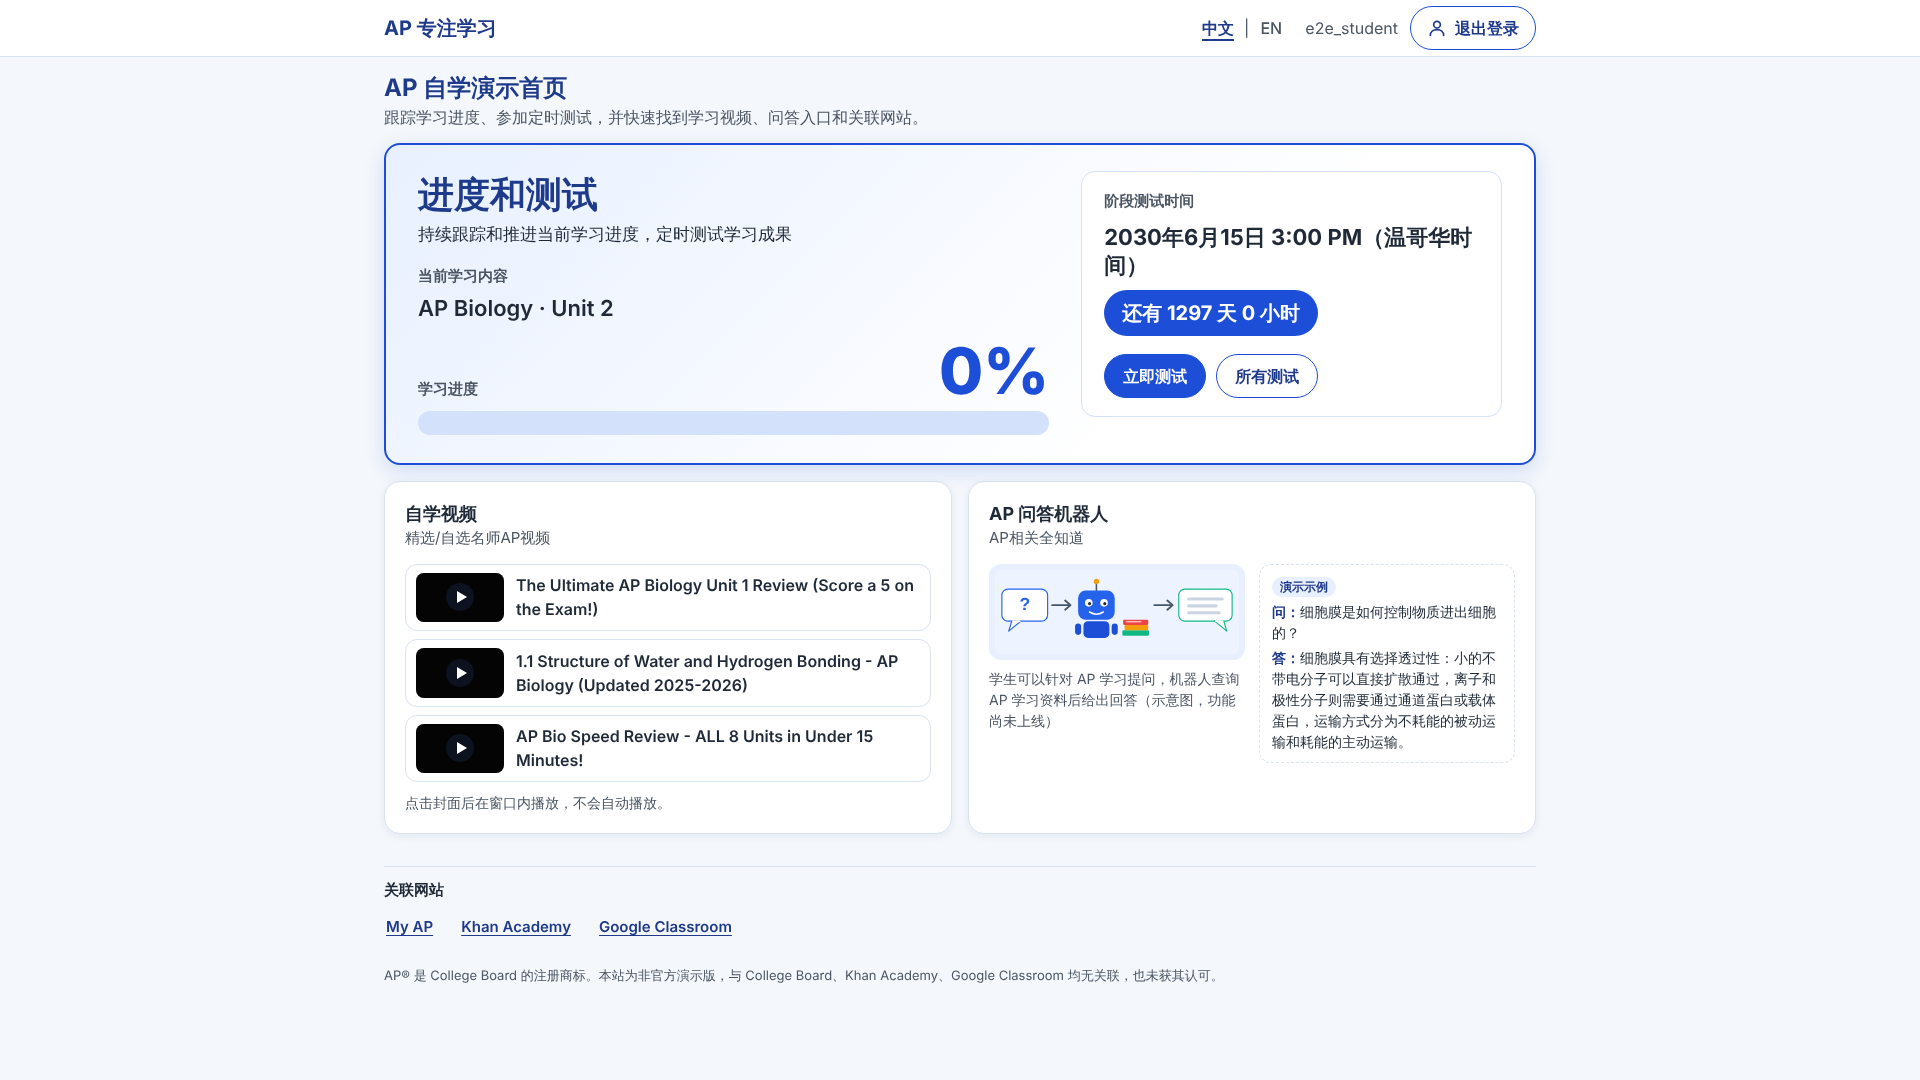 AP 专注学习
中文 | EN e2e_student 退出登录
AP 自学演示首页
跟踪学习进度、参加定时测试，并快速找到学习视频、问答入口和关联网站。
进度和测试
持续跟踪和推进当前学习进度，定时测试学习成果
当前学习内容
AP Biology · Unit 2
学习进度
0%
阶段测试时间
2030年6月15日 3:00 PM（温哥华时
间）
还有 1297 天 0 小时
立即测试
所有测试
自学视频
精选/自选名师AP视频
The Ultimate AP Biology Unit 1 Review (Score a 5 on
the Exam!)
1.1 Structure of Water and Hydrogen Bonding - AP
Biology (Updated 2025-2026)
AP Bio Speed Review - ALL 8 Units in Under 15
Minutes!
点击封面后在窗口内播放，不会自动播放。
AP 问答机器人
AP相关全知道
?
学生可以针对 AP 学习提问，机器人查询
AP 学习资料后给出回答（示意图，功能
尚未上线）
演示示例
问：细胞膜是如何控制物质进出细胞
的？
答：细胞膜具有选择透过性：小的不
带电分子可以直接扩散通过，离子和
极性分子则需要通过通道蛋白或载体
蛋白，运输方式分为不耗能的被动运
输和耗能的主动运输。
关联网站
My AP
Khan Academy
Google Classroom
AP® 是 College Board 的注册商标。本站为非官方演示版，与 College Board、Khan Academy、Google Classroom 均无关联，也未获其认可。